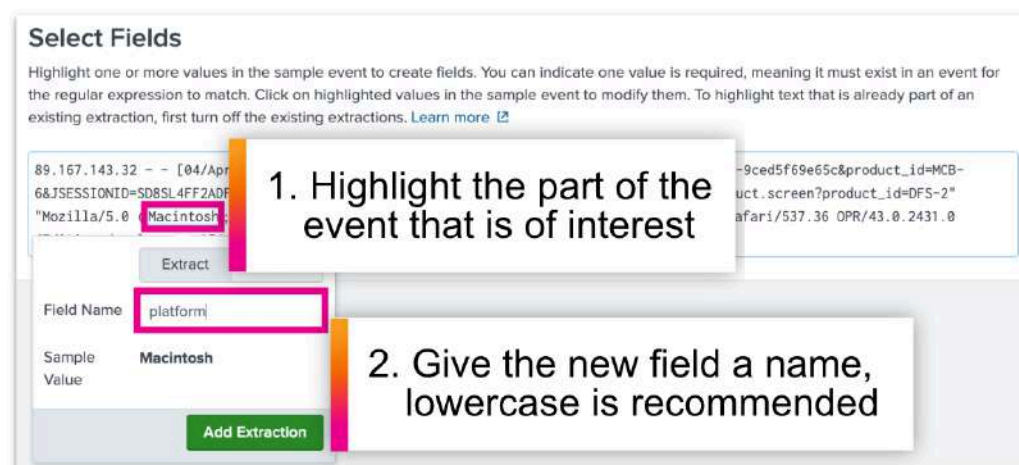 Select Fields
Highlight one or more values in the sample event to create fields. You can indicate one value is required, meaning it must exist in an event for
the regular expression to match. Click on highlighted values in the sample event to modify them. To highlight text that is already part of an
existing extraction, first turn off the existing extractions. Learn more
89.167.143.32 - - [04/Apr -9ced5f69e65c&product_id=MCB-
6&JSESSIONID=SD8SL4FF2ADF uct.screen?product_id=DFS-2"
"Mozilla/5.0 (Macintosh; afari/537.36 OPR/43.0.2431.0
1. Highlight the part of the
event that is of interest
Extract
Field Name platform
Sample Macintosh
Value
2. Give the new field a name,
lowercase is recommended
Add Extraction